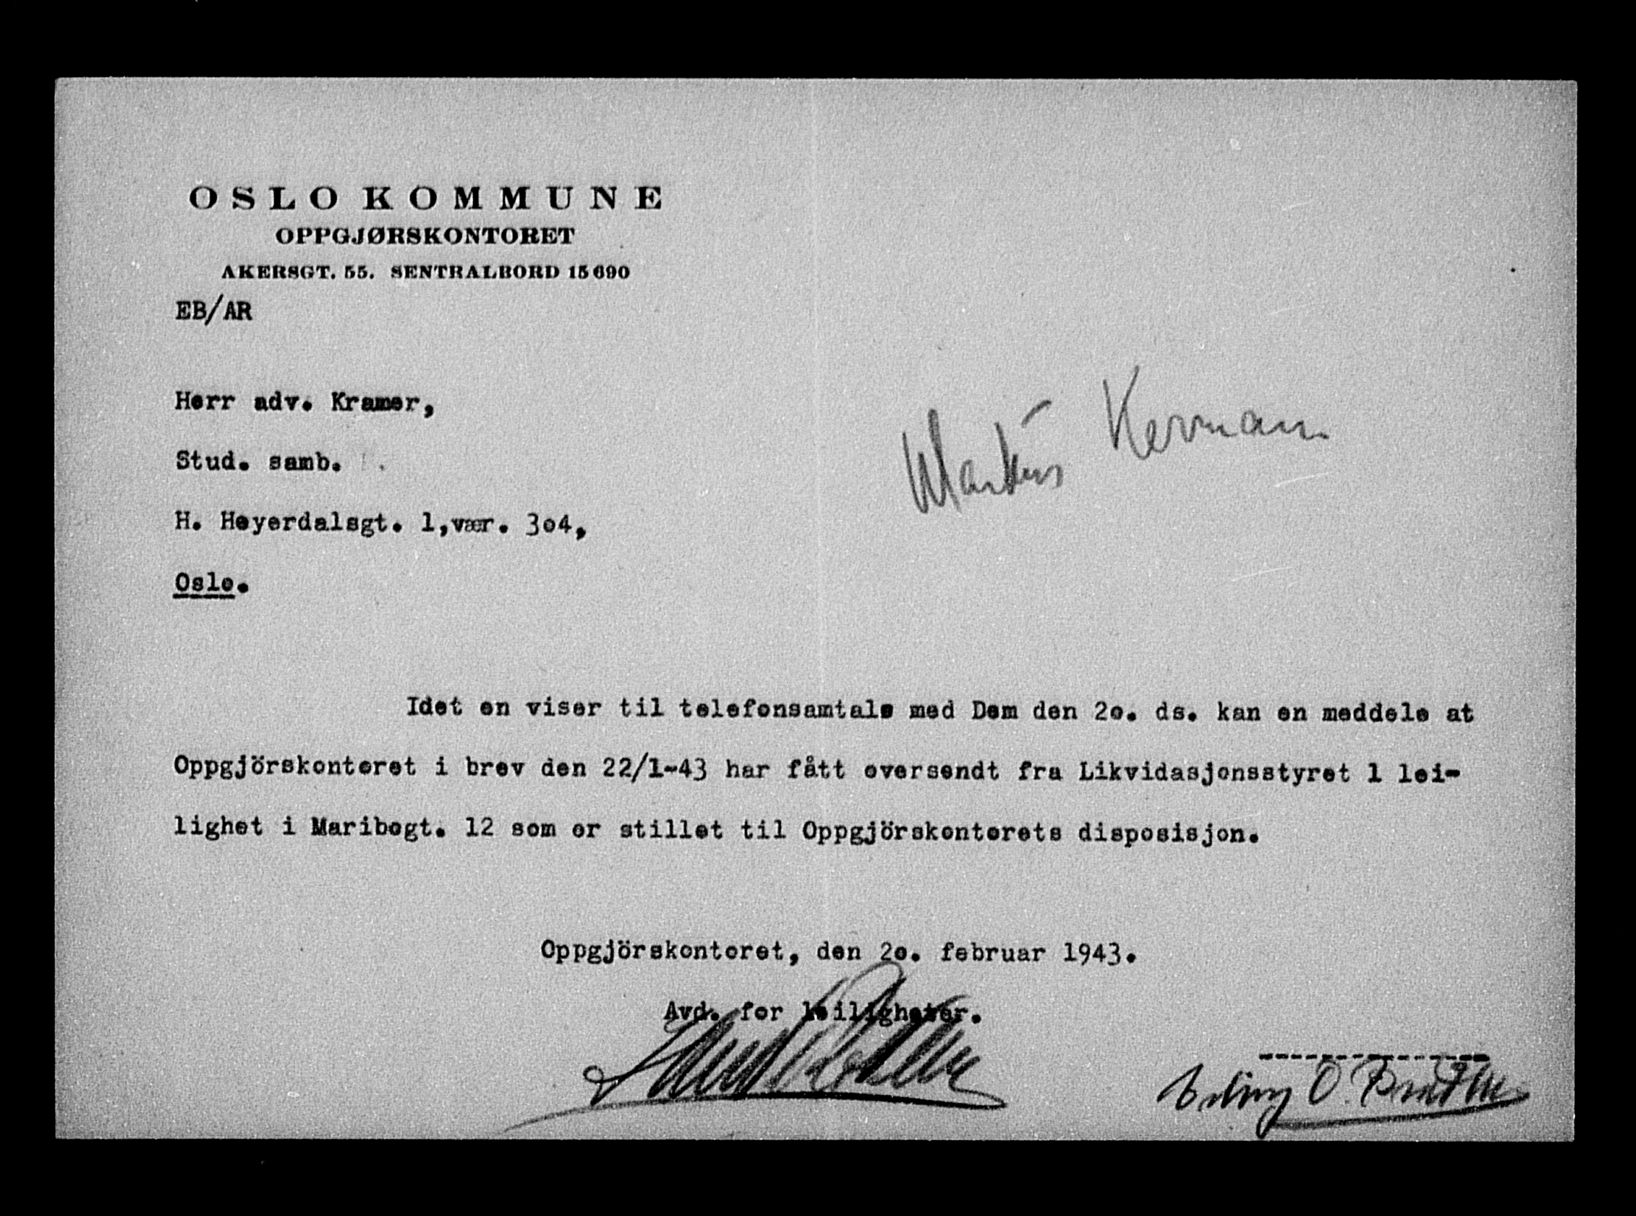 OSLO KOMMUNE
OPPGJØRSKONTORET
AKERSGT. 55. SENTRALBORD 15690
EB/AR
Herr adv. Kramer,
Markus Kermann
Stud. samb.
H. Heyerdalsgt. 1,vær. 3o4,
Oslo.
Idet en viser til telefonsamtale med Dem den 2o. ds. kan en meddele at
Oppgjörskontoret i brev den 22/1-43 har fått oversendt fra Likvidasjonsstyret 1 lei-
lighet i Maribogt. 12 som er stillet til Oppgjörskontorets disposisjon.
Oppgjörskontoret, den 2o. februar 1943.
Avd. for leiligheter.
Erling O.